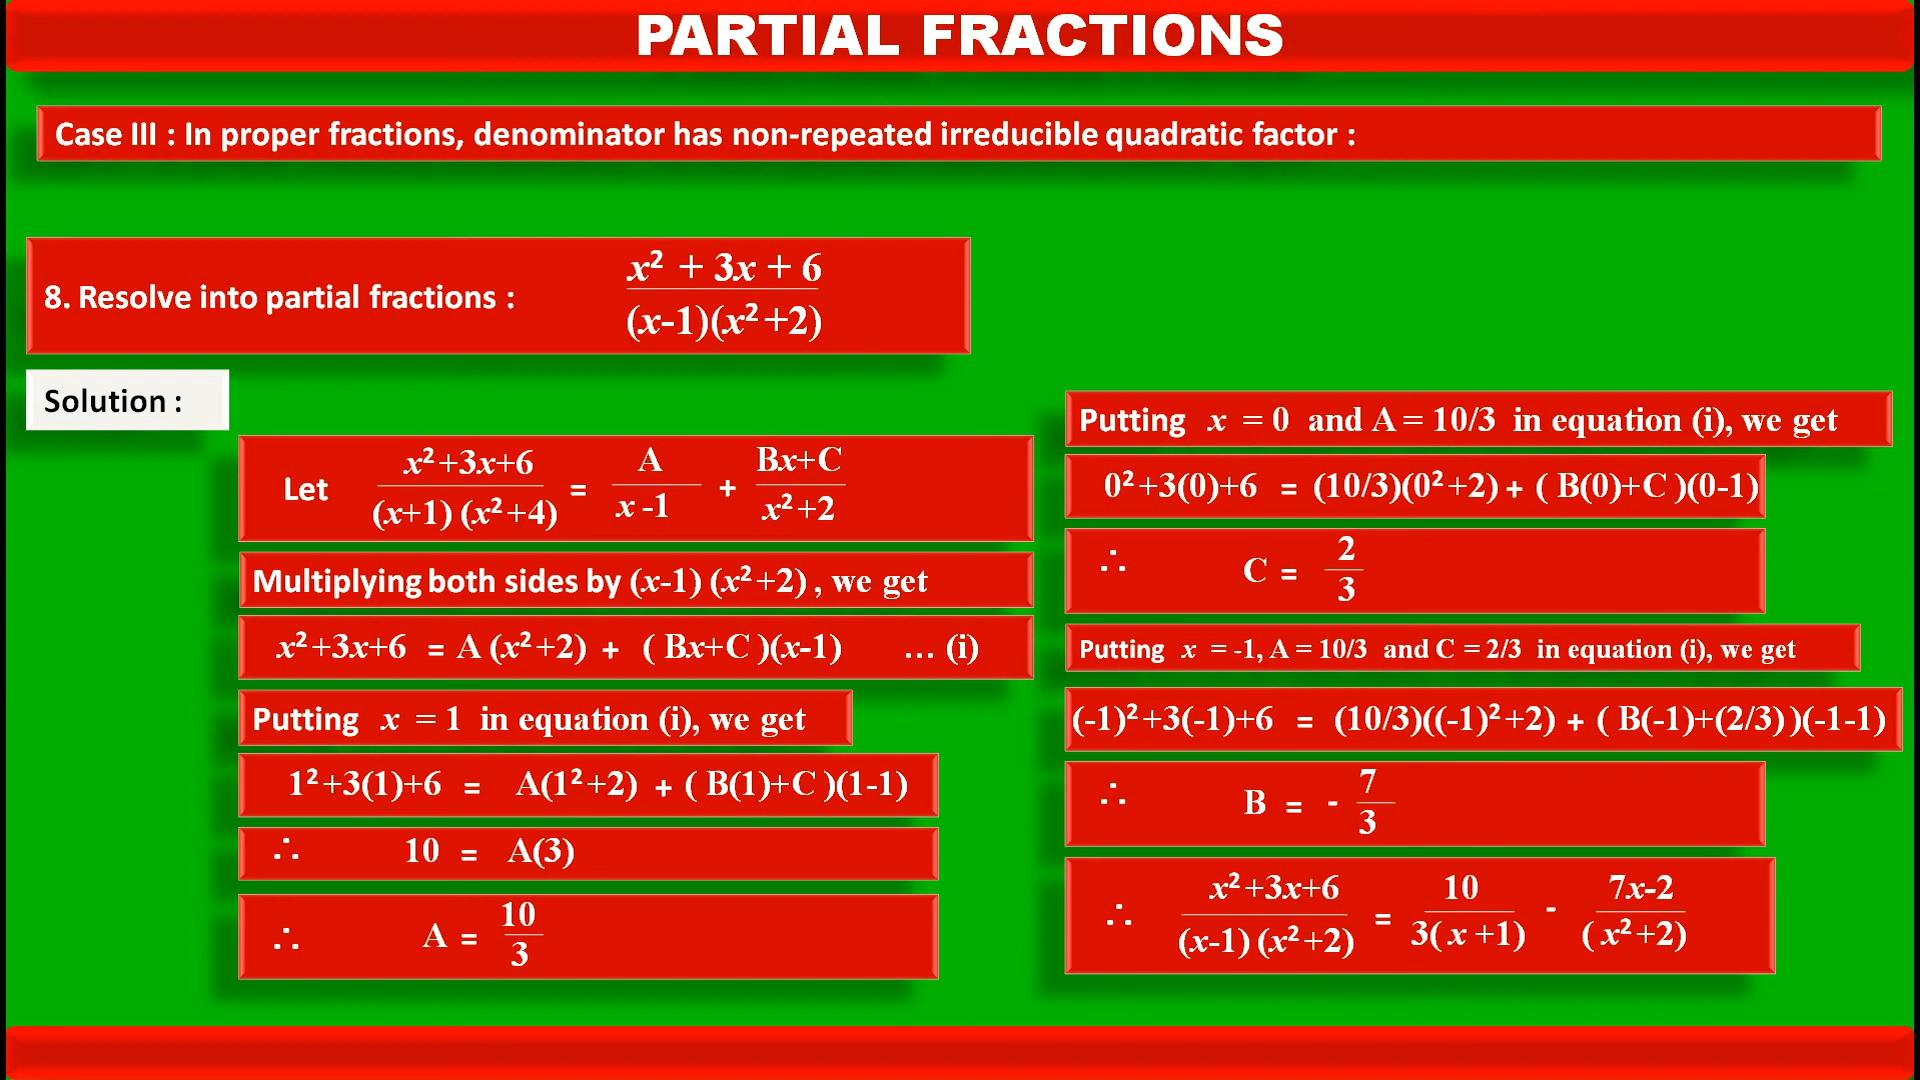 PARTIAL FRACTIONS
Case III : In proper fractions, denominator has non-repeated irreducible quadratic factor :
8. Resolve into partial fractions : x² + 3x + 6 / (x-1)(x²+2)
Solution :
Let x²+3x+6 / (x+1) (x²+4) = A / x -1 + Bx+C / x²+2
Multiplying both sides by (x-1) (x²+2) , we get
x²+3x+6 = A (x²+2) + ( Bx+C )(x-1) ... (i)
Putting x = 1 in equation (i), we get
1²+3(1)+6 = A(1²+2) + ( B(1)+C )(1-1)
∴ 10 = A(3)
∴ A = 10 / 3
Putting x = 0 and A = 10/3 in equation (i), we get
0²+3(0)+6 = (10/3)(0²+2) + ( B(0)+C )(0-1)
∴ C = 2 / 3
Putting x = -1, A = 10/3 and C = 2/3 in equation (i), we get
(-1)²+3(-1)+6 = (10/3)((-1)²+2) + ( B(-1)+(2/3) )(-1-1)
∴ B = - 7 / 3
∴ x²+3x+6 / (x-1) (x²+2) = 10 / 3( x +1) - 7x-2 / ( x²+2)